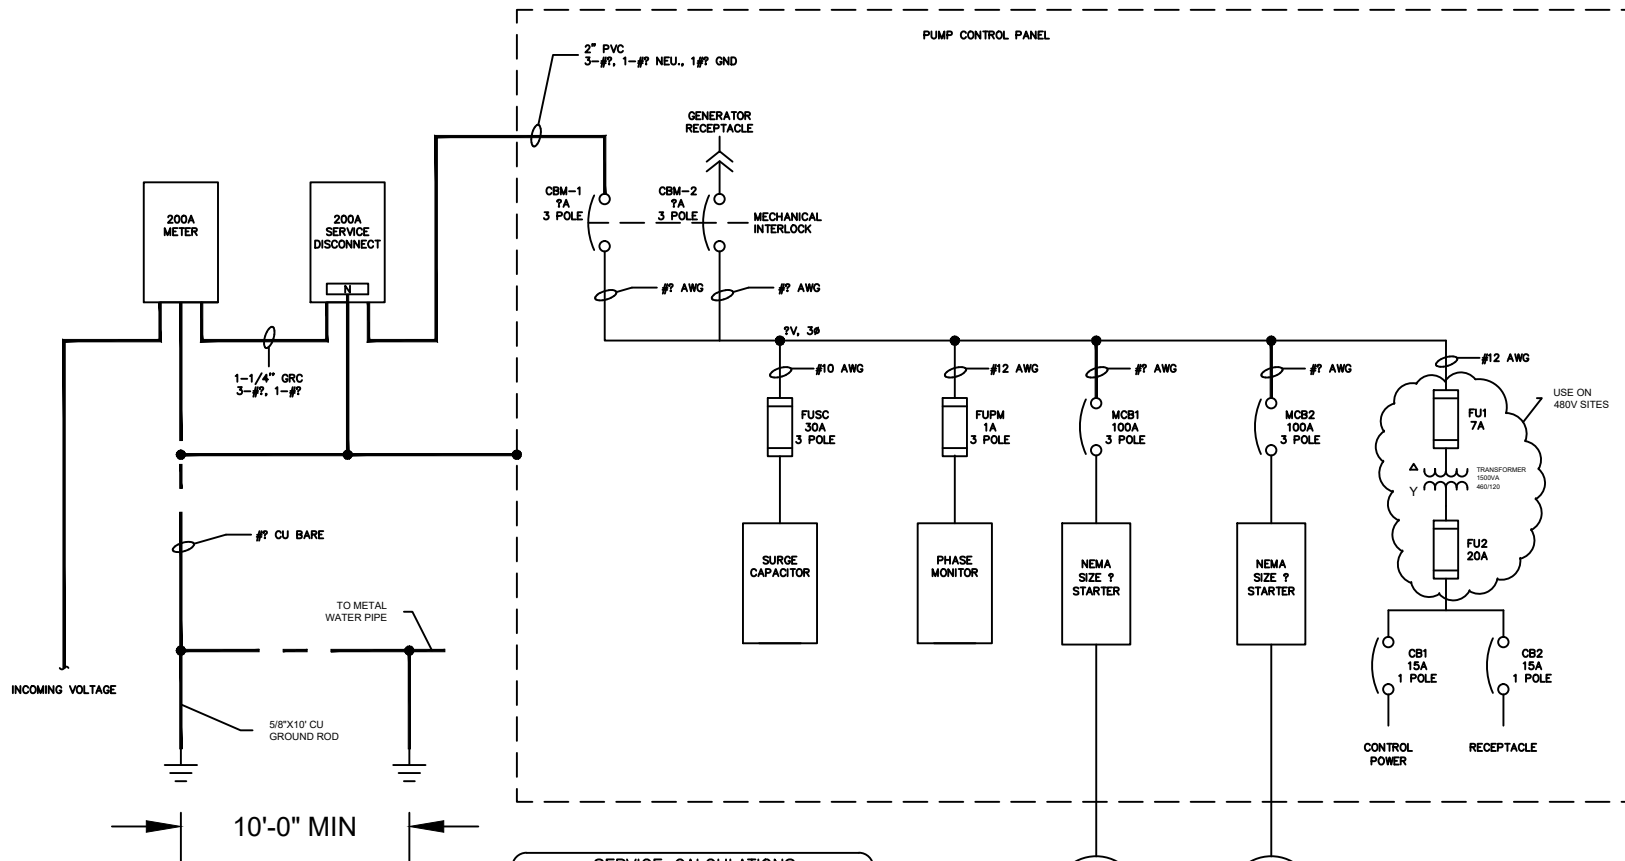 PUMP CONTROL PANEL
2" PVC
3-#?, 1-#? NEU., 1#? GND
GENERATOR
RECEPTACLE
CBM-1
?A
3 POLE
CBM-2
?A
3 POLE
MECHANICAL
INTERLOCK
200A
METER
200A
SERVICE
DISCONNECT
N
#? AWG
#? AWG
?V, 3ø
1-1/4" GRC
3-#?, 1-#?
#10 AWG
#12 AWG
#? AWG
#? AWG
#12 AWG
USE ON
480V SITES
FUSC
30A
3 POLE
FUPM
1A
3 POLE
MCB1
100A
3 POLE
MCB2
100A
3 POLE
FU1
7A
Δ
Y
TRANSFORMER
1500VA
460/120
FU2
20A
#? CU BARE
SURGE
CAPACITOR
PHASE
MONITOR
NEMA
SIZE ?
STARTER
NEMA
SIZE ?
STARTER
TO METAL
WATER PIPE
CB1
15A
1 POLE
CB2
15A
1 POLE
INCOMING VOLTAGE
5/8"X10' CU
GROUND ROD
CONTROL
POWER
RECEPTACLE
10'-0" MIN
SERVICE CALCULATIONS